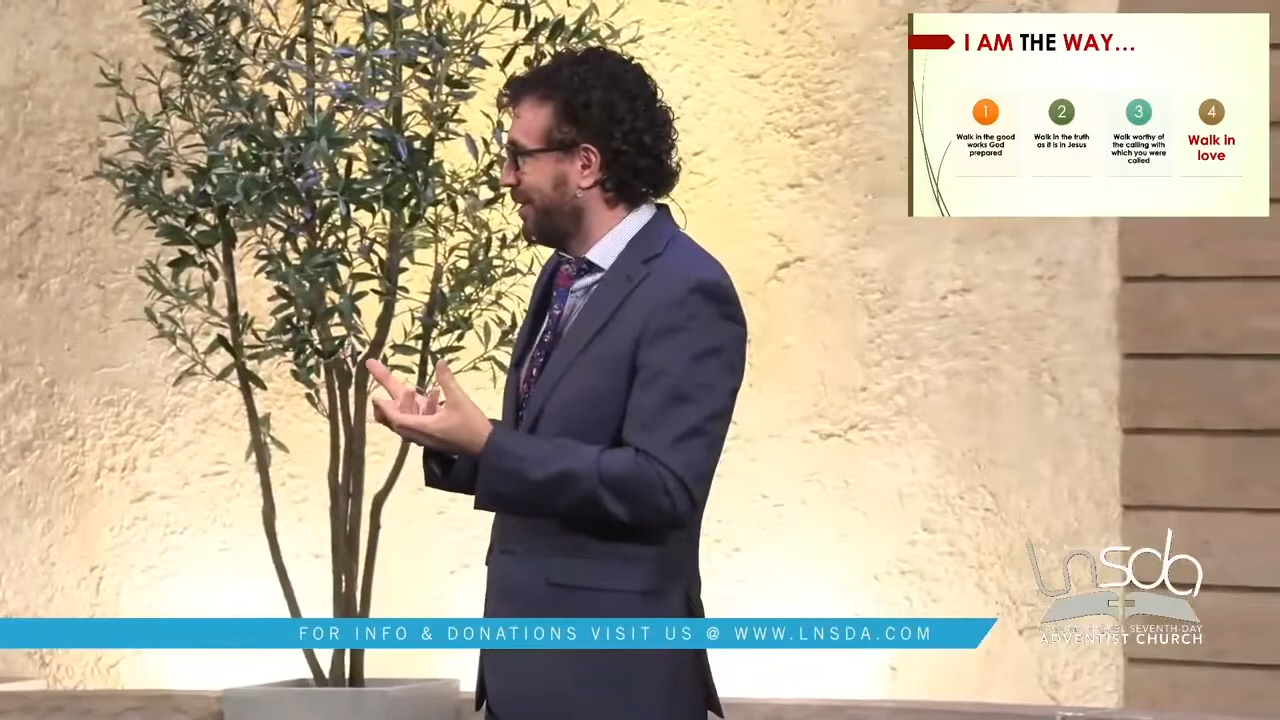 I AM THE WAY...
1
Walk in the good
works God
prepared
2
Walk in the truth
as it is in Jesus
3
Walk worthy of
the calling with
which you were
called
4
Walk in
love
lnsda
SEVENTH-DAY
ADVENTIST CHURCH
FOR INFO & DONATIONS VISIT US @ WWW.LNSDA.COM